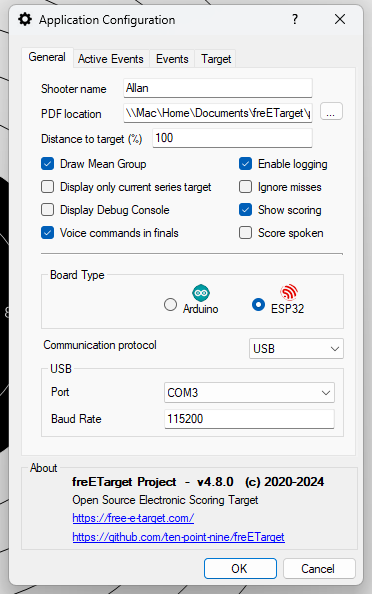 Application Configuration ? ×
General Active Events Events Target
Shooter name Allan
PDF location \\Mac\Home\Documents\freETarget\ ...
Distance to target (%) 100
Draw Mean Group Enable logging
Display only current series target Ignore misses
Display Debug Console Show scoring
Voice commands in finals Score spoken
Board Type
Arduino ESP32
Communication protocol USB
USB
Port COM3
Baud Rate 115200
About
freETarget Project - v4.8.0 (c) 2020-2024
Open Source Electronic Scoring Target
https://free-e-target.com/
https://github.com/ten-point-nine/freETarget
OK Cancel